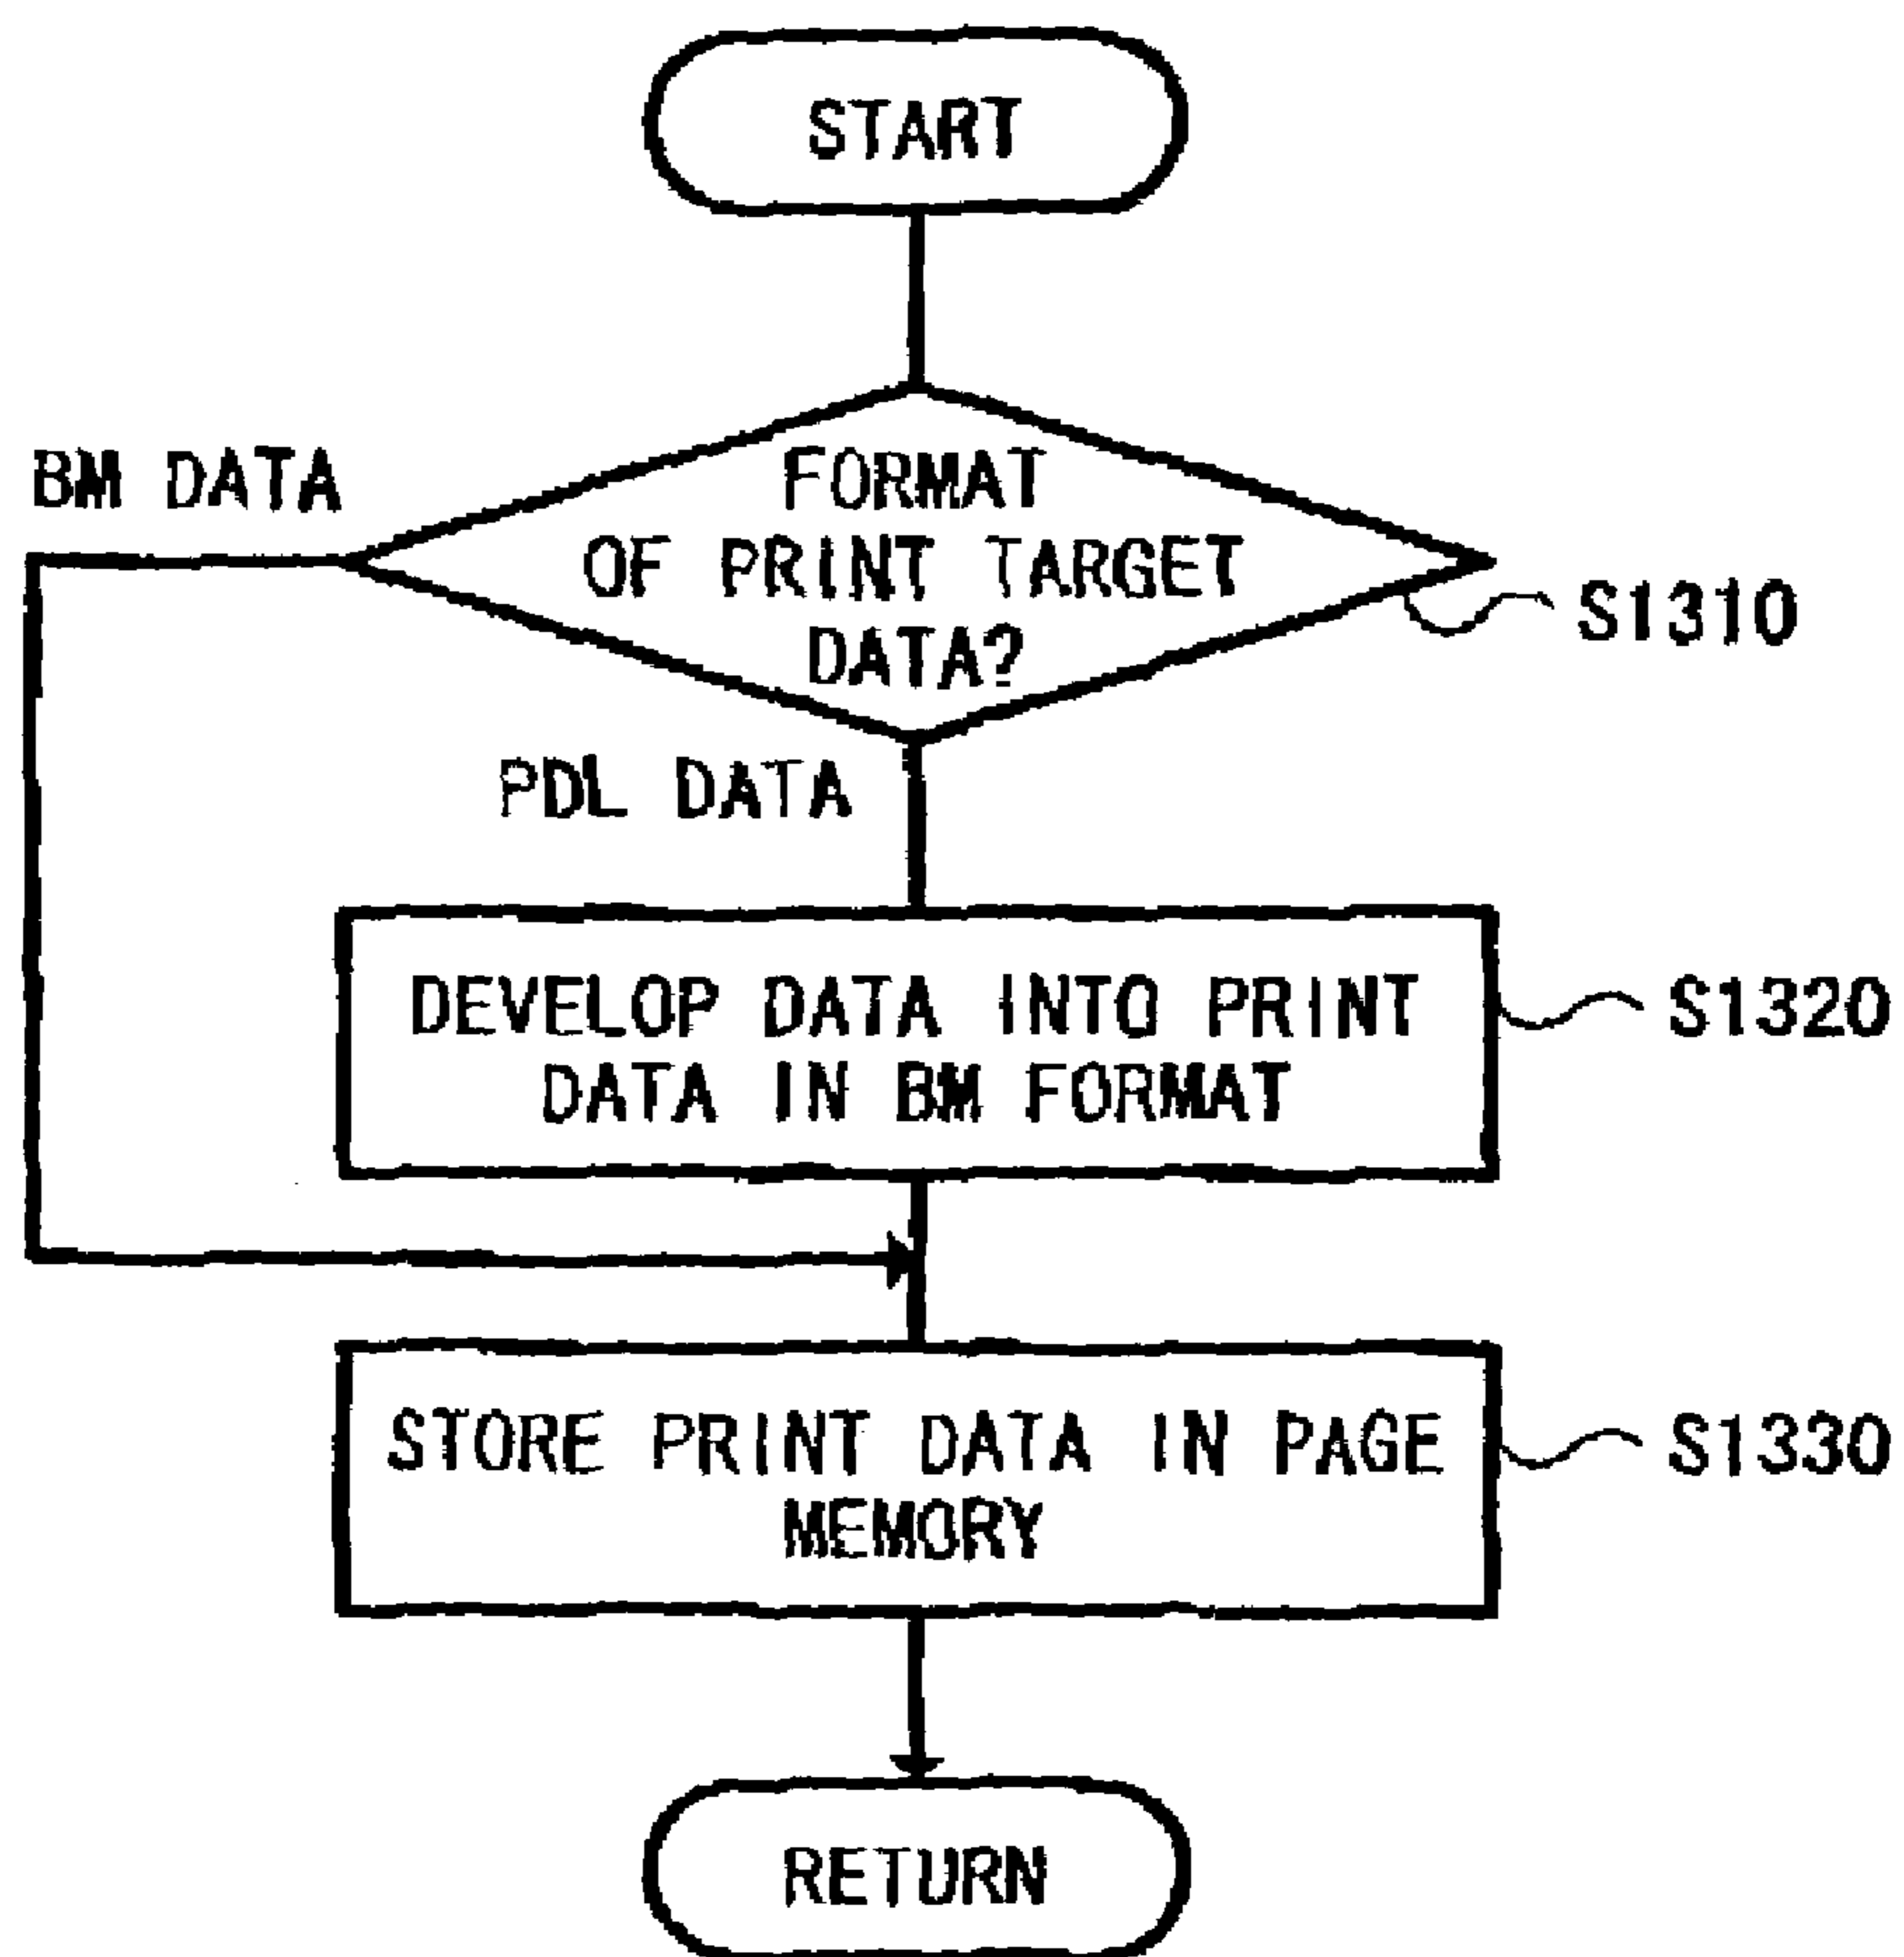 START
BM DATA
FORMAT
OF PRINT TARGET
DATA?
S1310
PDL DATA
DEVELOP DATA INTO PRINT
DATA IN BM FORMAT
S1320
STORE PRINT DATA IN PAGE
MEMORY
S1330
RETURN